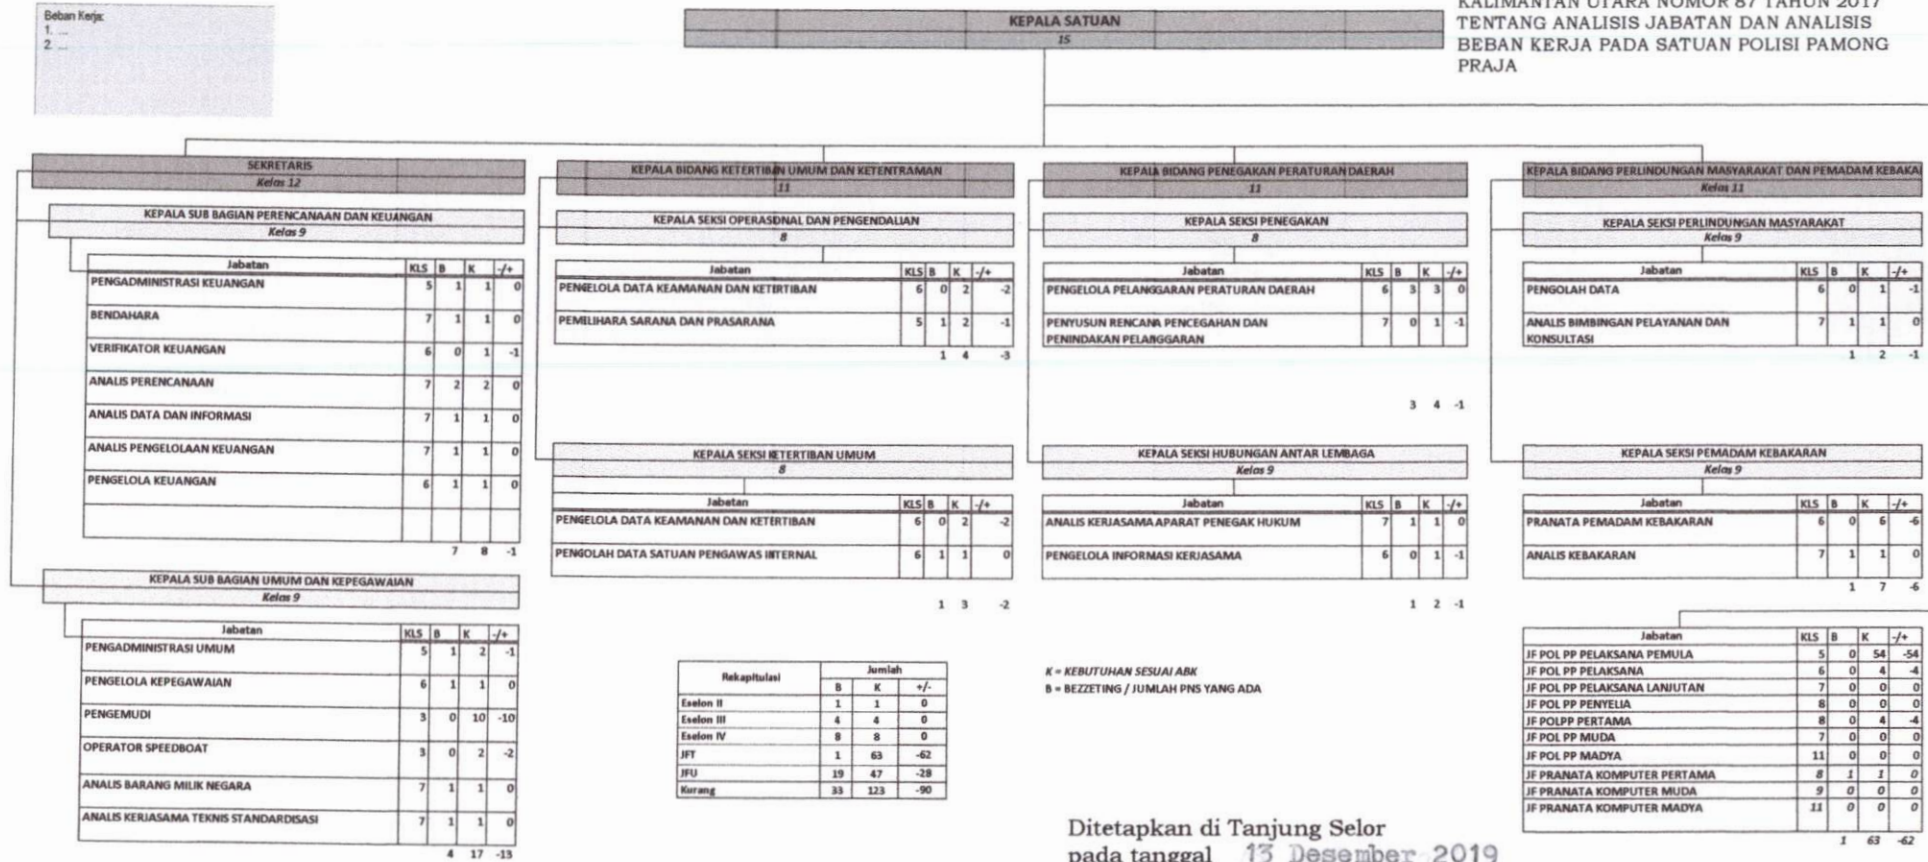 Beban Kerja:
1. ...
2. ...
KALIMANTAN UTARA NOMOR 87 TAHUN 2017
TENTANG ANALISIS JABATAN DAN ANALISIS
BEBAN KERJA PADA SATUAN POLISI PAMONG
PRAJA
KEPALA SATUAN
15
SEKRETARIS
Kelas 12
KEPALA SUB BAGIAN PERENCANAAN DAN KEUANGAN
Kelas 9
Jabatan KLS B K -/+
PENGADMINISTRASI KEUANGAN 5 1 1 0
BENDAHARA 7 1 1 0
VERIFIKATOR KEUANGAN 6 0 1 -1
ANALIS PERENCANAAN 7 2 2 0
ANALIS DATA DAN INFORMASI 7 1 1 0
ANALIS PENGELOLAAN KEUANGAN 7 1 1 0
PENGELOLA KEUANGAN 6 1 1 0
7 8 -1
KEPALA SUB BAGIAN UMUM DAN KEPEGAWAIAN
Kelas 9
Jabatan KLS B K -/+
PENGADMINISTRASI UMUM 5 1 2 -1
PENGELOLA KEPEGAWAIAN 6 1 1 0
PENGEMUDI 3 0 10 -10
OPERATOR SPEEDBOAT 3 0 2 -2
ANALIS BARANG MILIK NEGARA 7 1 1 0
ANALIS KERJASAMA TEKNIS STANDARDISASI 7 1 1 0
4 17 -13
KEPALA BIDANG KETERTIBAN UMUM DAN KETENTRAMAN
11
KEPALA SEKSI OPERASONAL DAN PENGENDALIAN
8
Jabatan KLS B K -/+
PENGELOLA DATA KEAMANAN DAN KETERTIBAN 6 0 2 -2
PEMILIHARA SARANA DAN PRASARANA 5 1 2 -1
1 4 -3
KEPALA SEKSI KETERTIBAN UMUM
8
Jabatan KLS B K -/+
PENGELOLA DATA KEAMANAN DAN KETERTIBAN 6 0 2 -2
PENGOLAH DATA SATUAN PENGAWAS INTERNAL 6 1 1 0
1 3 -2
KEPALA BIDANG PENEGAKAN PERATURAN DAERAH
11
KEPALA SEKSI PENEGAKAN
8
Jabatan KLS B K -/+
PENGELOLA PELANGGARAN PERATURAN DAERAH 6 3 3 0
PENYUSUN RENCANA PENCEGAHAN DAN 7 0 1 -1
PENINDAKAN PELANGGARAN
3 4 -1
KEPALA SEKSI HUBUNGAN ANTAR LEMBAGA
Kelas 9
Jabatan KLS B K -/+
ANALIS KERJASAMA APARAT PENEGAK HUKUM 7 1 1 0
PENGELOLA INFORMASI KERJASAMA 6 0 1 -1
1 2 -1
KEPALA BIDANG PERLINDUNGAN MASYARAKAT DAN PEMADAM KEBAKA
Kelas 11
KEPALA SEKSI PERLINDUNGAN MASYARAKAT
Kelas 9
Jabatan KLS B K -/+
PENGOLAH DATA 6 0 1 -1
ANALIS BIMBINGAN PELAYANAN DAN 7 1 1 0
KONSULTASI
1 2 -1
KEPALA SEKSI PEMADAM KEBAKARAN
Kelas 9
Jabatan KLS B K -/+
PRANATA PEMADAM KEBAKARAN 6 0 6 -6
ANALIS KEBAKARAN 7 1 1 0
1 7 -6
Jabatan KLS B K -/+
JF POL PP PELAKSANA PEMULA 5 0 54 -54
JF POL PP PELAKSANA 6 0 4 -4
JF POL PP PELAKSANA LANJUTAN 7 0 0 0
JF POL PP PENYELIA 8 0 0 0
JF POLPP PERTAMA 8 0 4 -4
JF POL PP MUDA 7 0 0 0
JF POL PP MADYA 11 0 0 0
JF PRANATA KOMPUTER PERTAMA 8 1 1 0
JF PRANATA KOMPUTER MUDA 9 0 0 0
JF PRANATA KOMPUTER MADYA 11 0 0 0
1 63 -62
Rekapitulasi Jumlah
B K +/-
Eselon II 1 1 0
Eselon III 4 4 0
Eselon IV 8 8 0
JFT 1 63 -62
JFU 19 47 -28
Kurang 33 123 -90
K = KEBUTUHAN SESUAI ABK
B = BEZZETING / JUMLAH PNS YANG ADA
Ditetapkan di Tanjung Selor
pada tanggal 13 Desember 2019